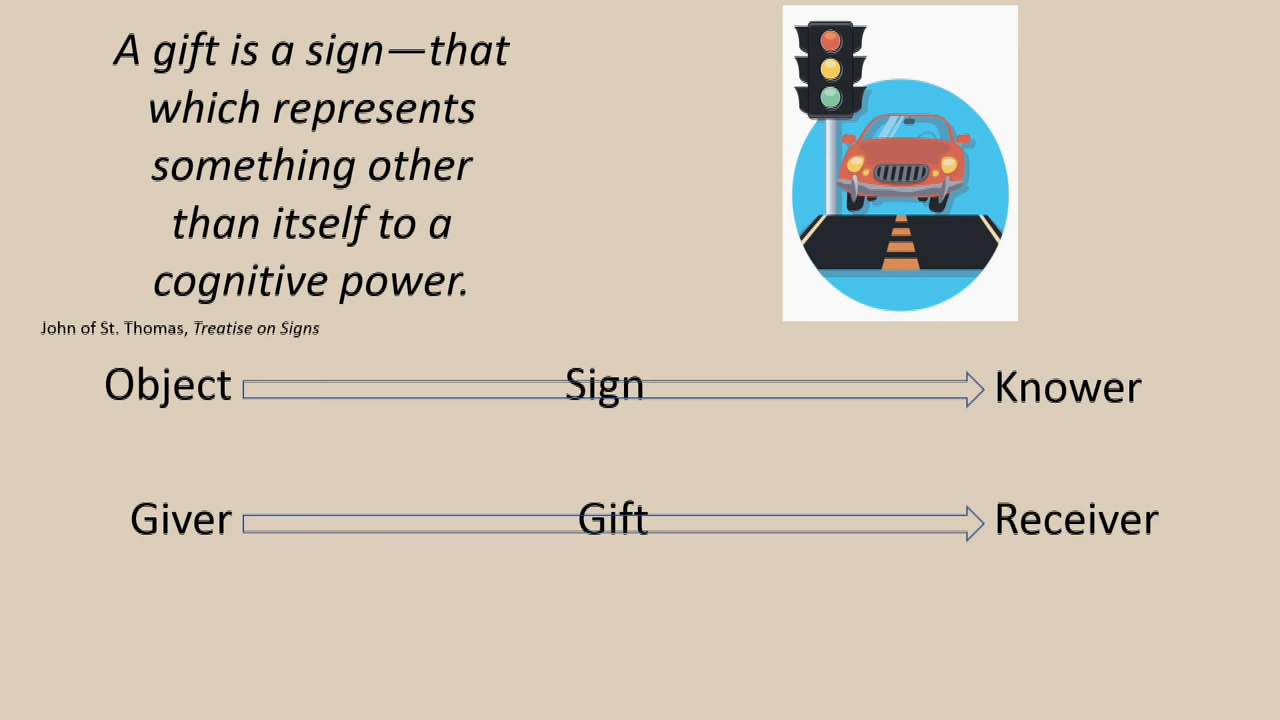 A gift is a sign—that
which represents
something other
than itself to a
cognitive power.
John of St. Thomas, Treatise on Signs
Object Sign Knower
Giver Gift Receiver